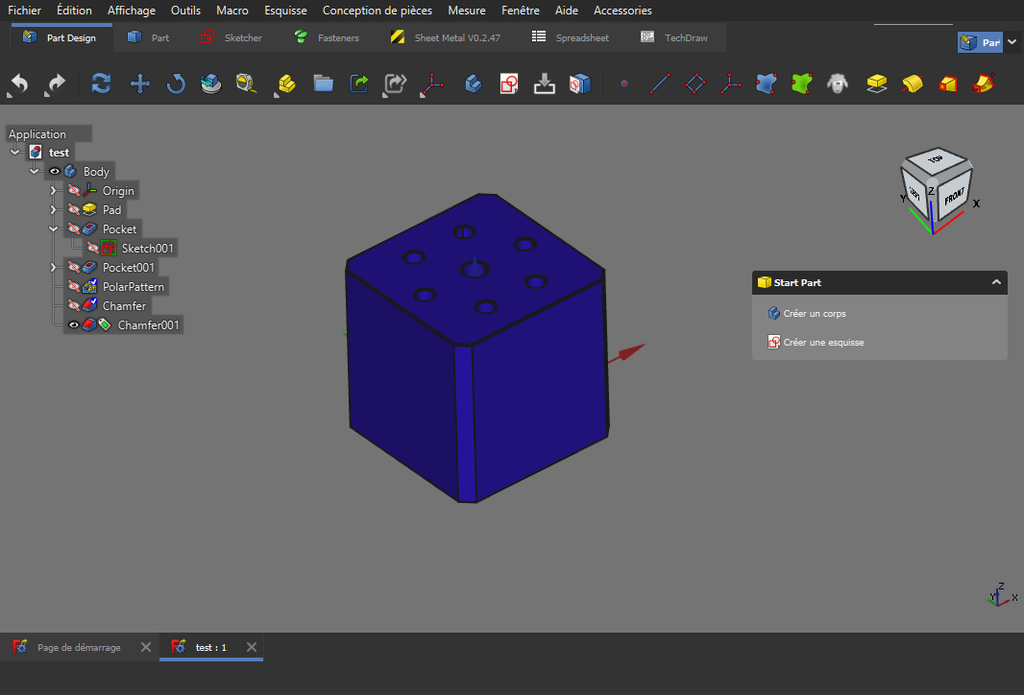 Fichier Édition Affichage Outils Macro Esquisse Conception de pièces Mesure Fenêtre Aide Accessories
Part Design Part Sketcher Fasteners Sheet Metal V0.2.47 Spreadsheet TechDraw
Par
Application
test
Body
Origin
Pad
Pocket
Sketch001
Pocket001
PolarPattern
Chamfer
Chamfer001
TOP
FRONT
Z
Y
X
Start Part
Créer un corps
Créer une esquisse
Z
Y
X
Page de démarrage
test : 1